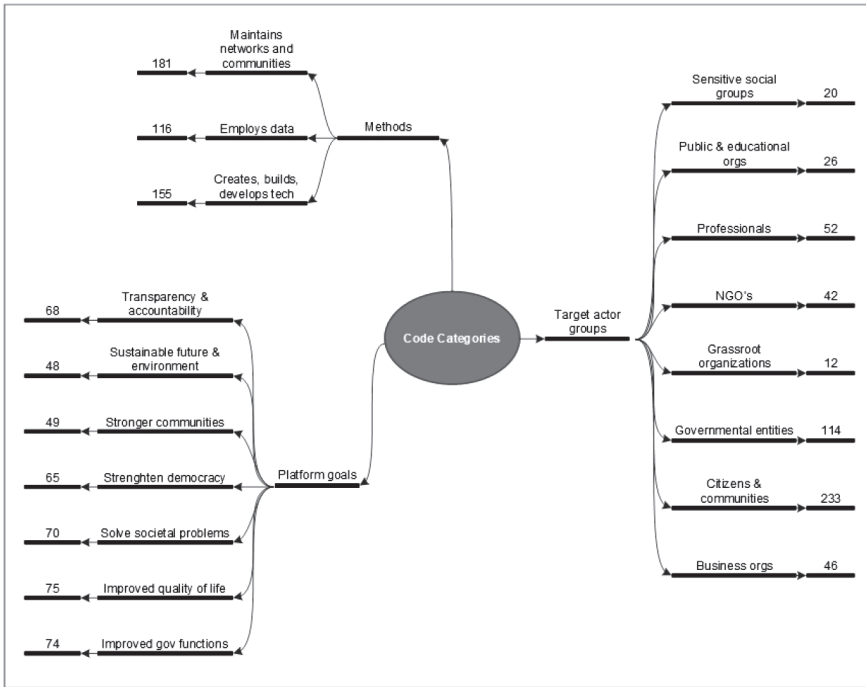 Maintains
networks and
communities
181
Employs data
116
Creates, builds,
develops tech
155
Methods
Transparency &
accountability
68
Sustainable future &
environment
48
Stronger communities
49
Strenghten democracy
65
Solve societal problems
70
Improved quality of life
75
Improved gov functions
74
Platform goals
Code Categories
Target actor
groups
Sensitive social
groups
20
Public & educational
orgs
26
Professionals
52
NGO's
42
Grassroot
organizations
12
Governmental entities
114
Citizens &
communities
233
Business orgs
46